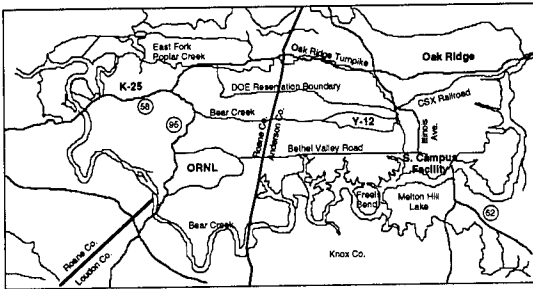 East Fork
Poplar Creek
Oak Ridge Turnpike
Oak Ridge
K-25
DOE Reservation Boundary
CSX Railroad
58
Bear Creek
Y-12
Illinois
Ave.
95
Roane Co.
Anderson Co.
Bethel Valley Road
ORNL
S. Campus
Facility
Freels
Bend
Melton Hill
Lake
Bear Creek
62
Roane Co.
Loudon Co.
Knox Co.